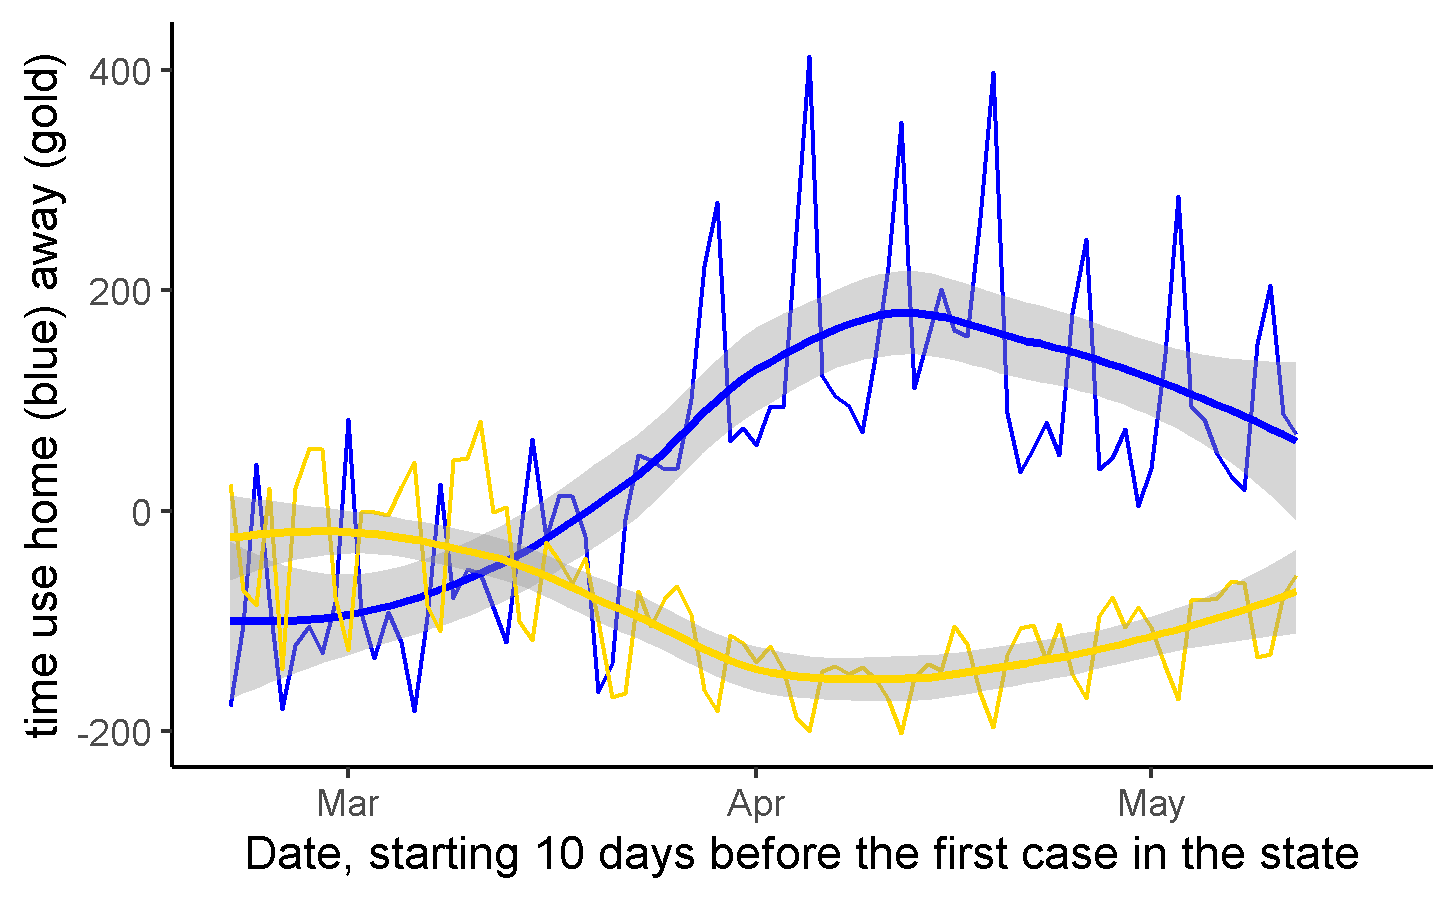 time use home (blue) away (gold)
400
200
0
-200
Mar
Apr
May
Date, starting 10 days before the first case in the state